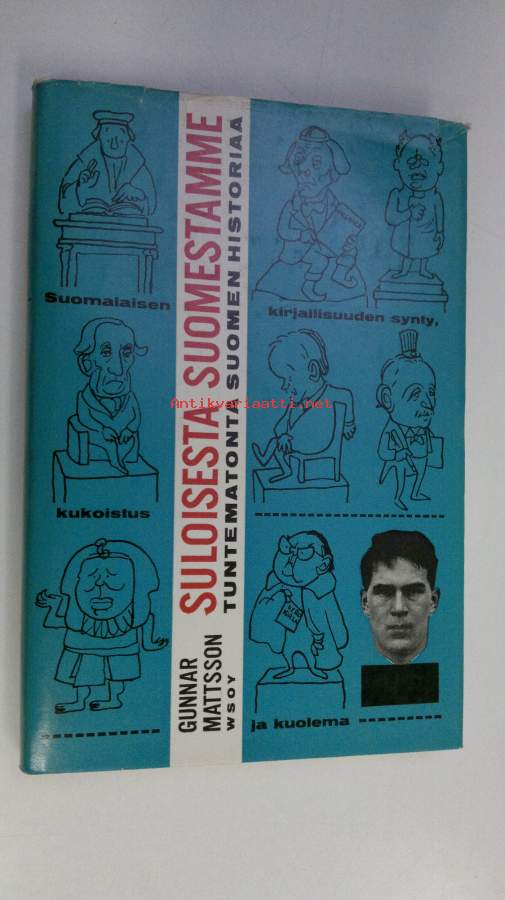 Suomalaisen
kirjallisuuden synty,
kukoistus
ja kuolema
SULOISESTA SUOMESTAMME
TUNTEMATONTA SUOMEN HISTORIAA
GUNNAR
MATTSSON
WSOY
Antikvariaatti.net